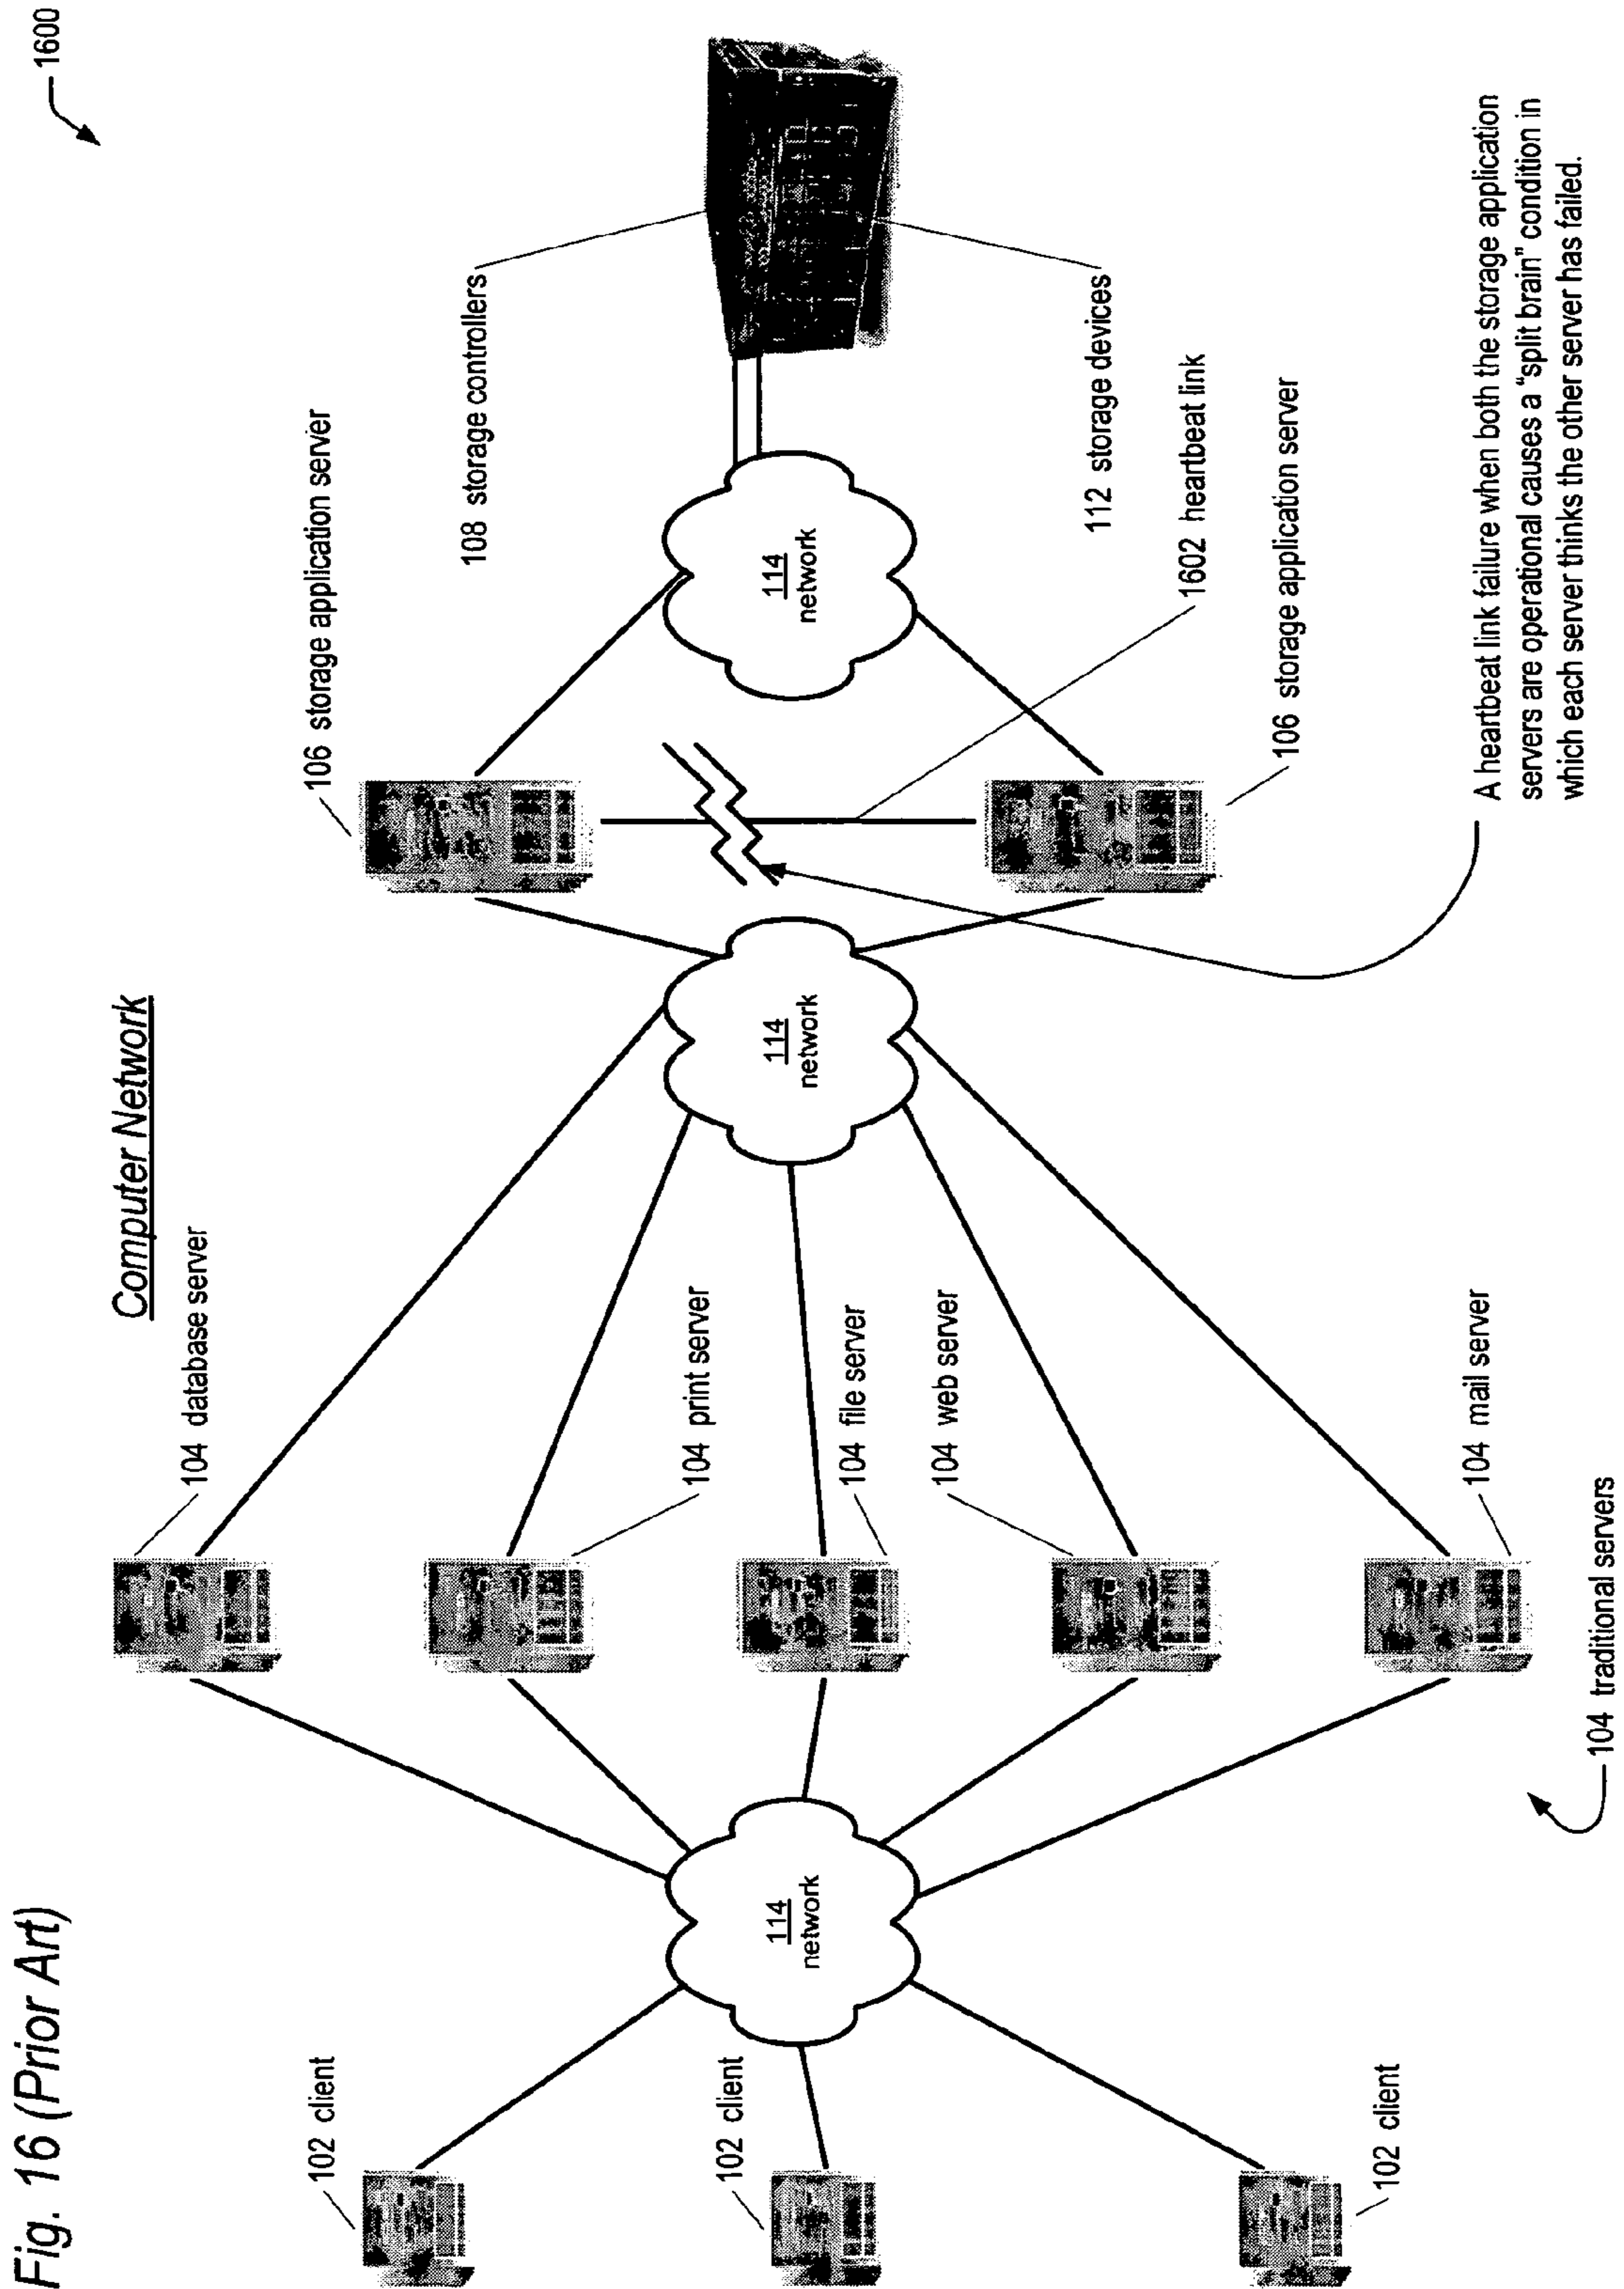 Fig. 16 (Prior Art)
Computer Network
1600
102 client
102 client
102 client
114
network
104 database server
104 print server
104 file server
104 web server
104 mail server
104 traditional servers
114
network
106 storage application server
106 storage application server
1602 heartbeat link
114
network
108 storage controllers
112 storage devices
A heartbeat link failure when both the storage application
servers are operational causes a “split brain” condition in
which each server thinks the other server has failed.